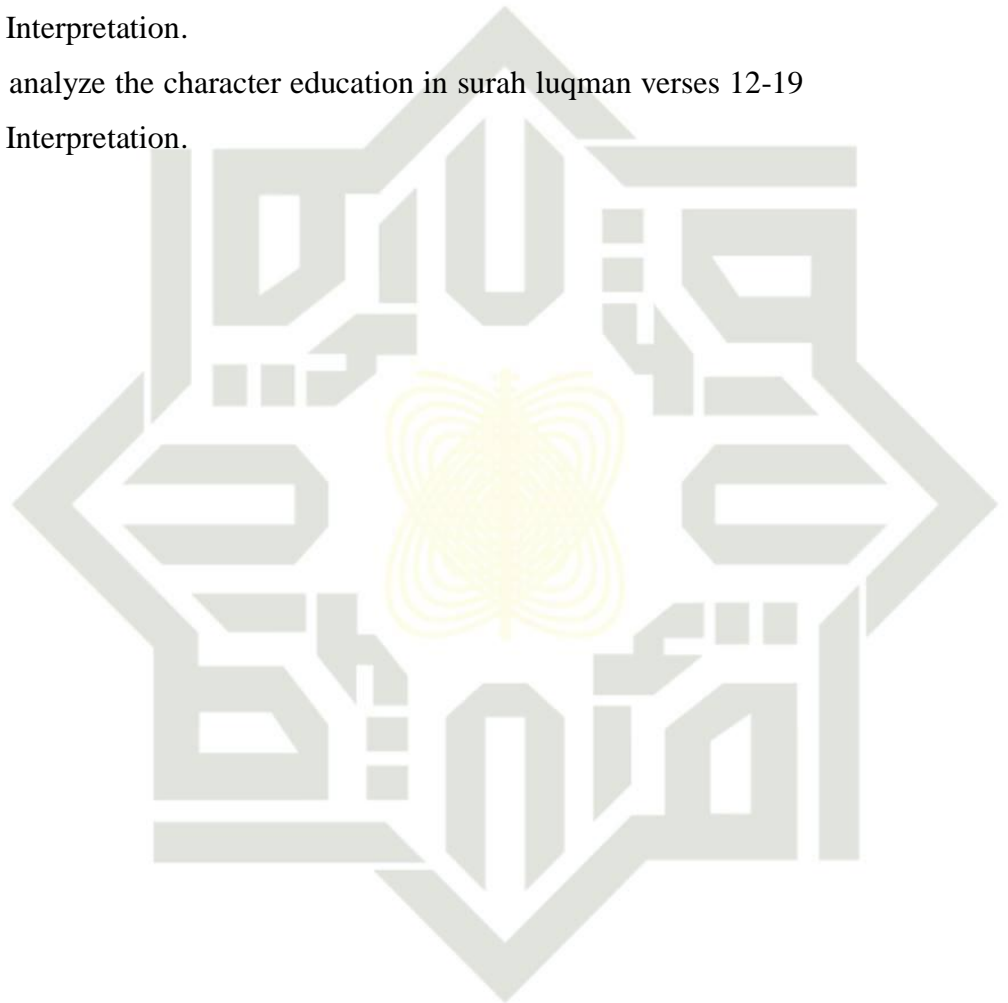 Interpretation.
analyze the character education in surah luqman verses 12-19
Interpretation.